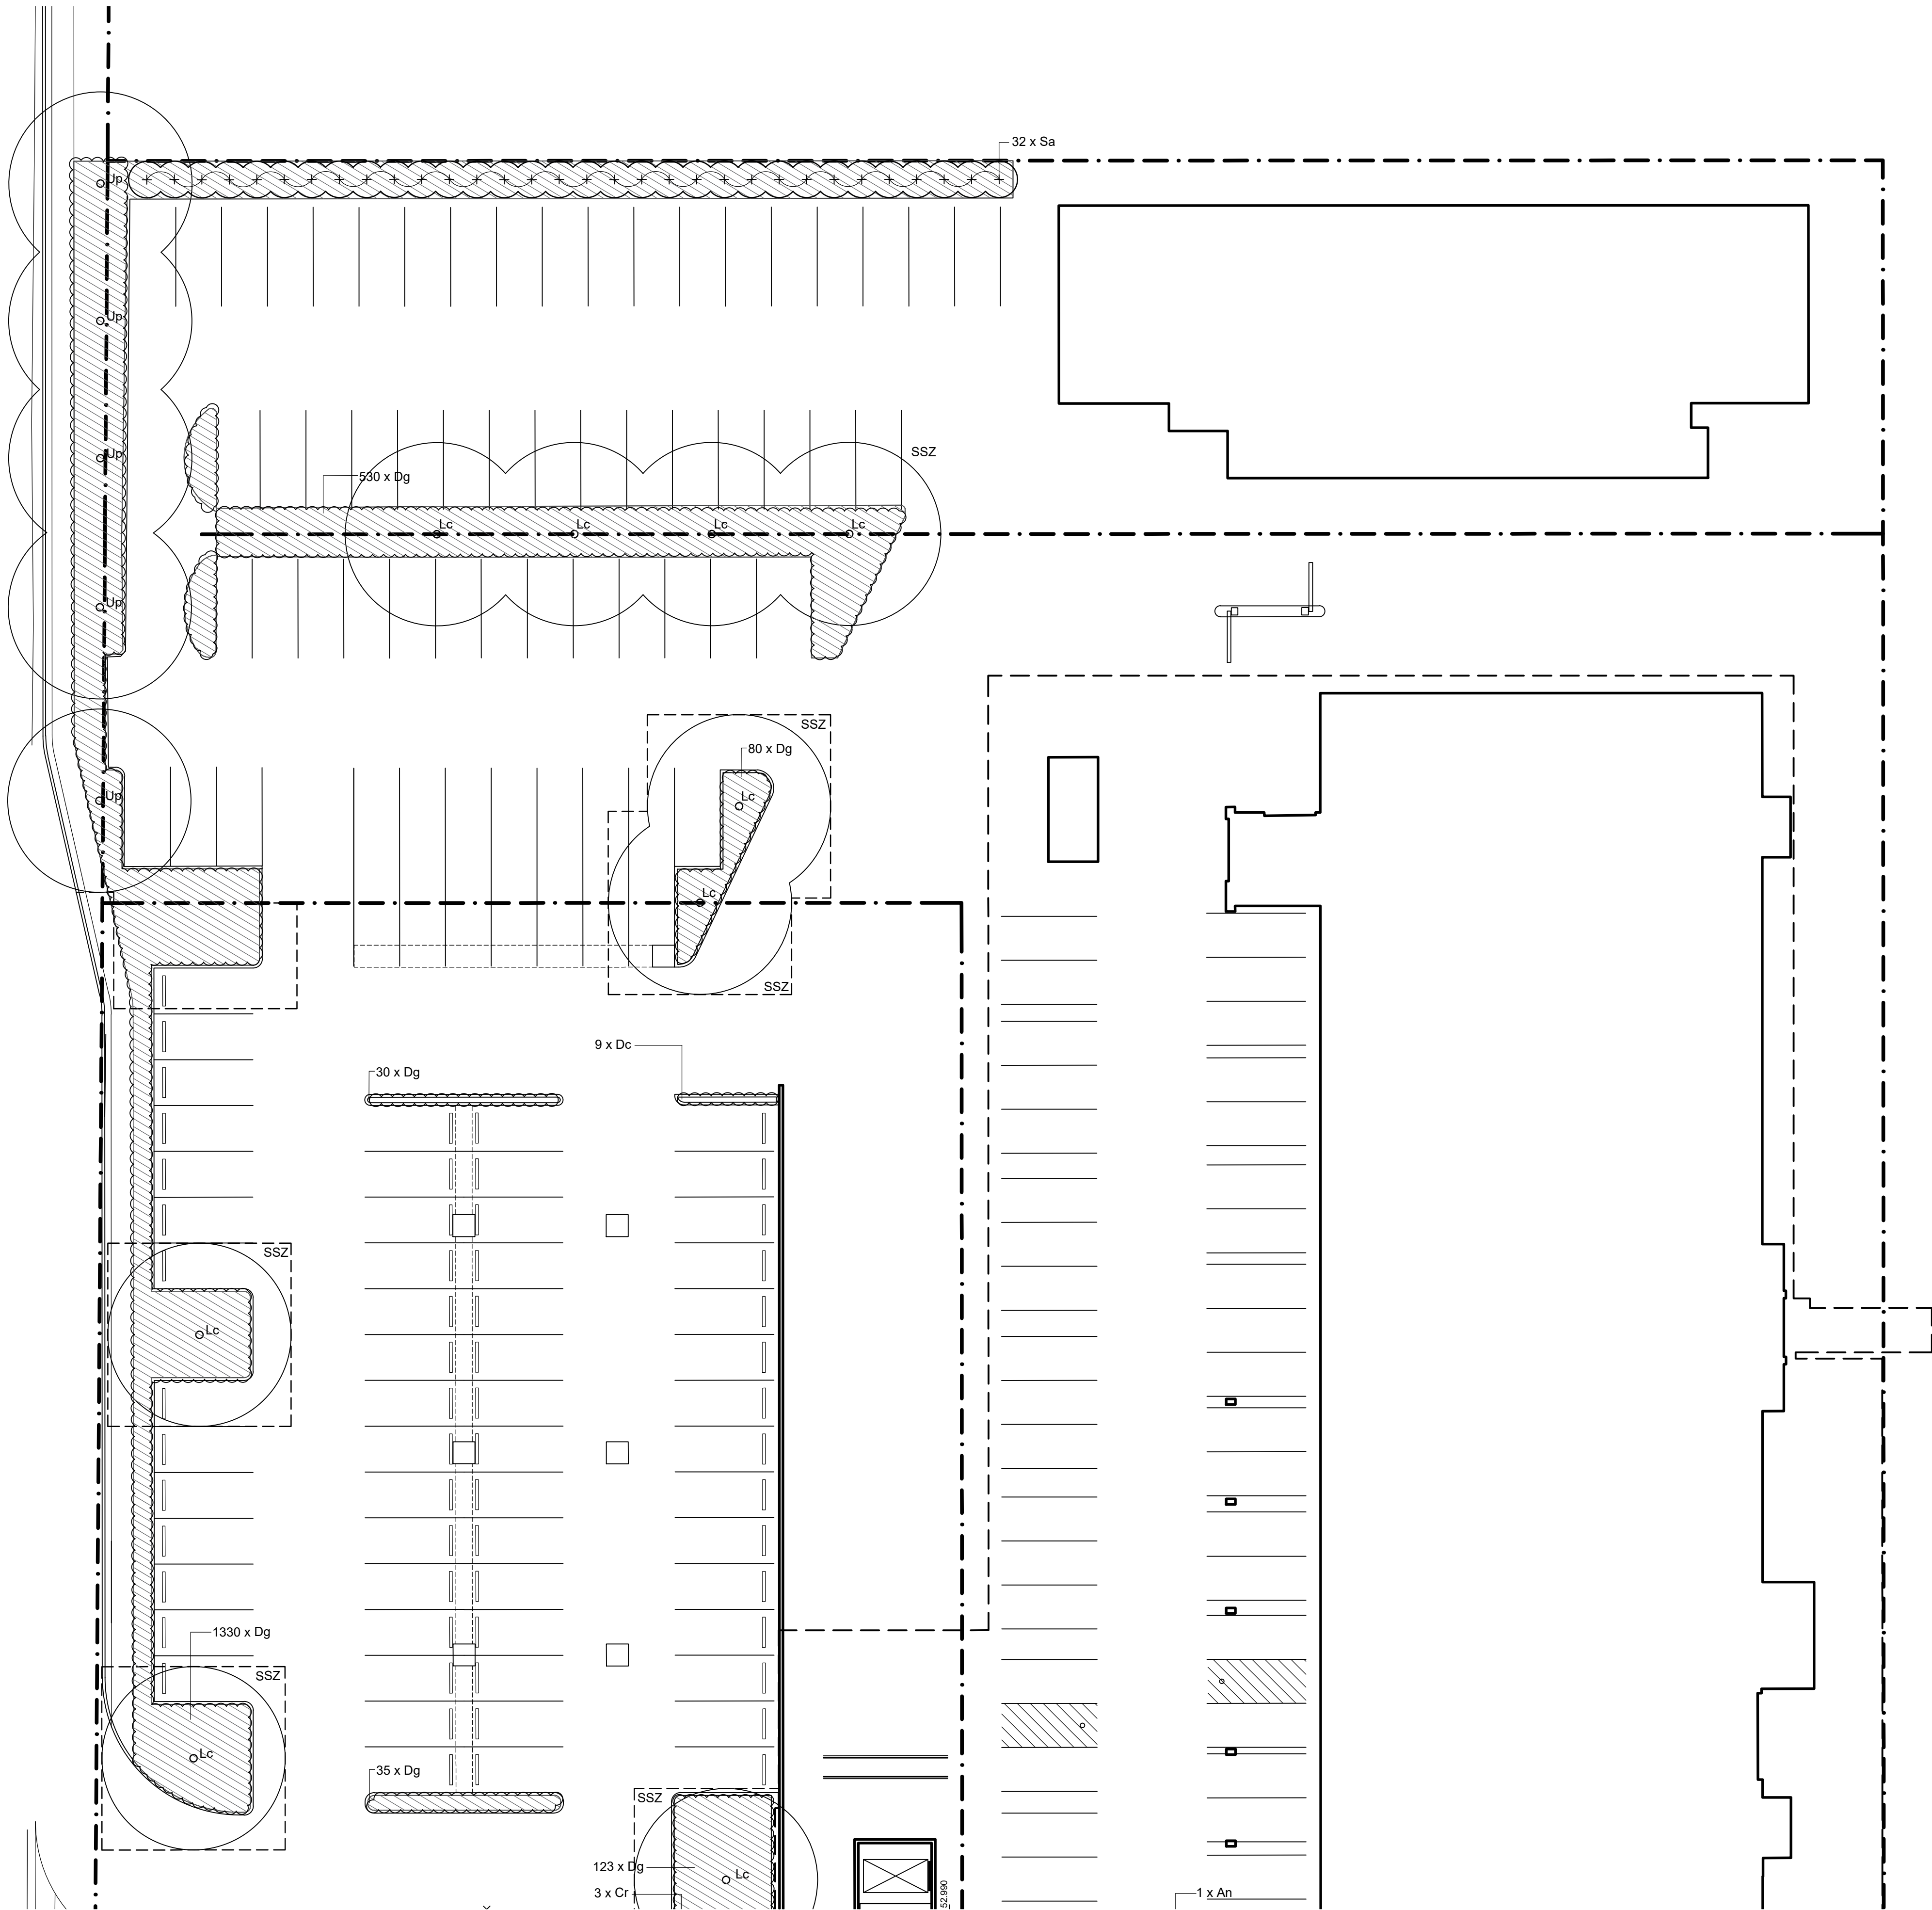 32 x Sa
Up
Up
SSZ
Up
530 x Dg
Lc
Lc
Lc
Lc
Up
SSZ
80 x Dg
Up
Lc
Lc
SSZ
9 x Dc
30 x Dg
SSZ
Lc
1330 x Dg
SSZ
Lc
35 x Dg
SSZ
123 x Dg
Lc
3 x Cr
52.990
1 x An